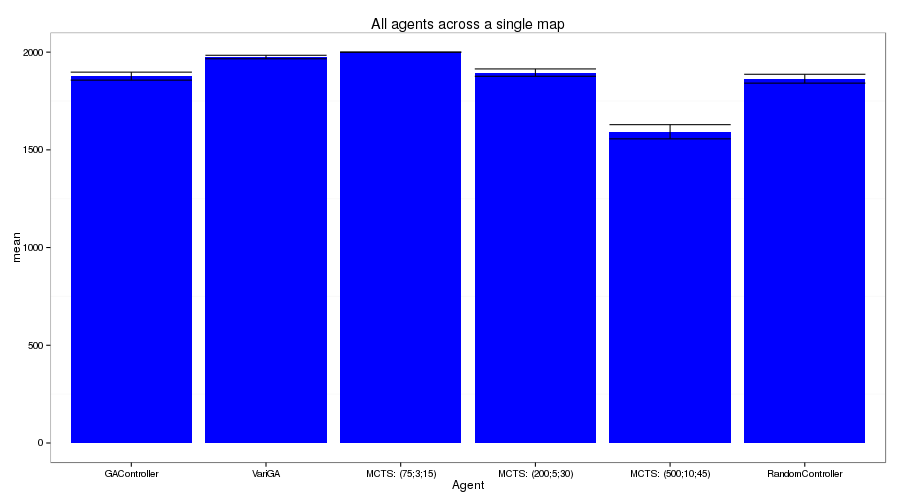 All agents across a single map
mean
2000
1500
1000
500
0
GAController VariGA MCTS: (75;3;15) MCTS: (200;5;30) MCTS: (500;10;45) RandomController
Agent